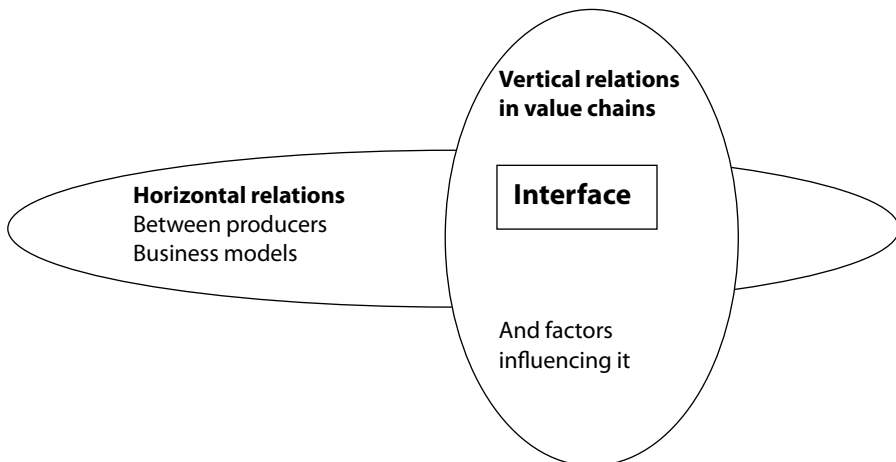 Vertical relations
in value chains
Interface
Horizontal relations
Between producers
Business models
And factors
influencing it